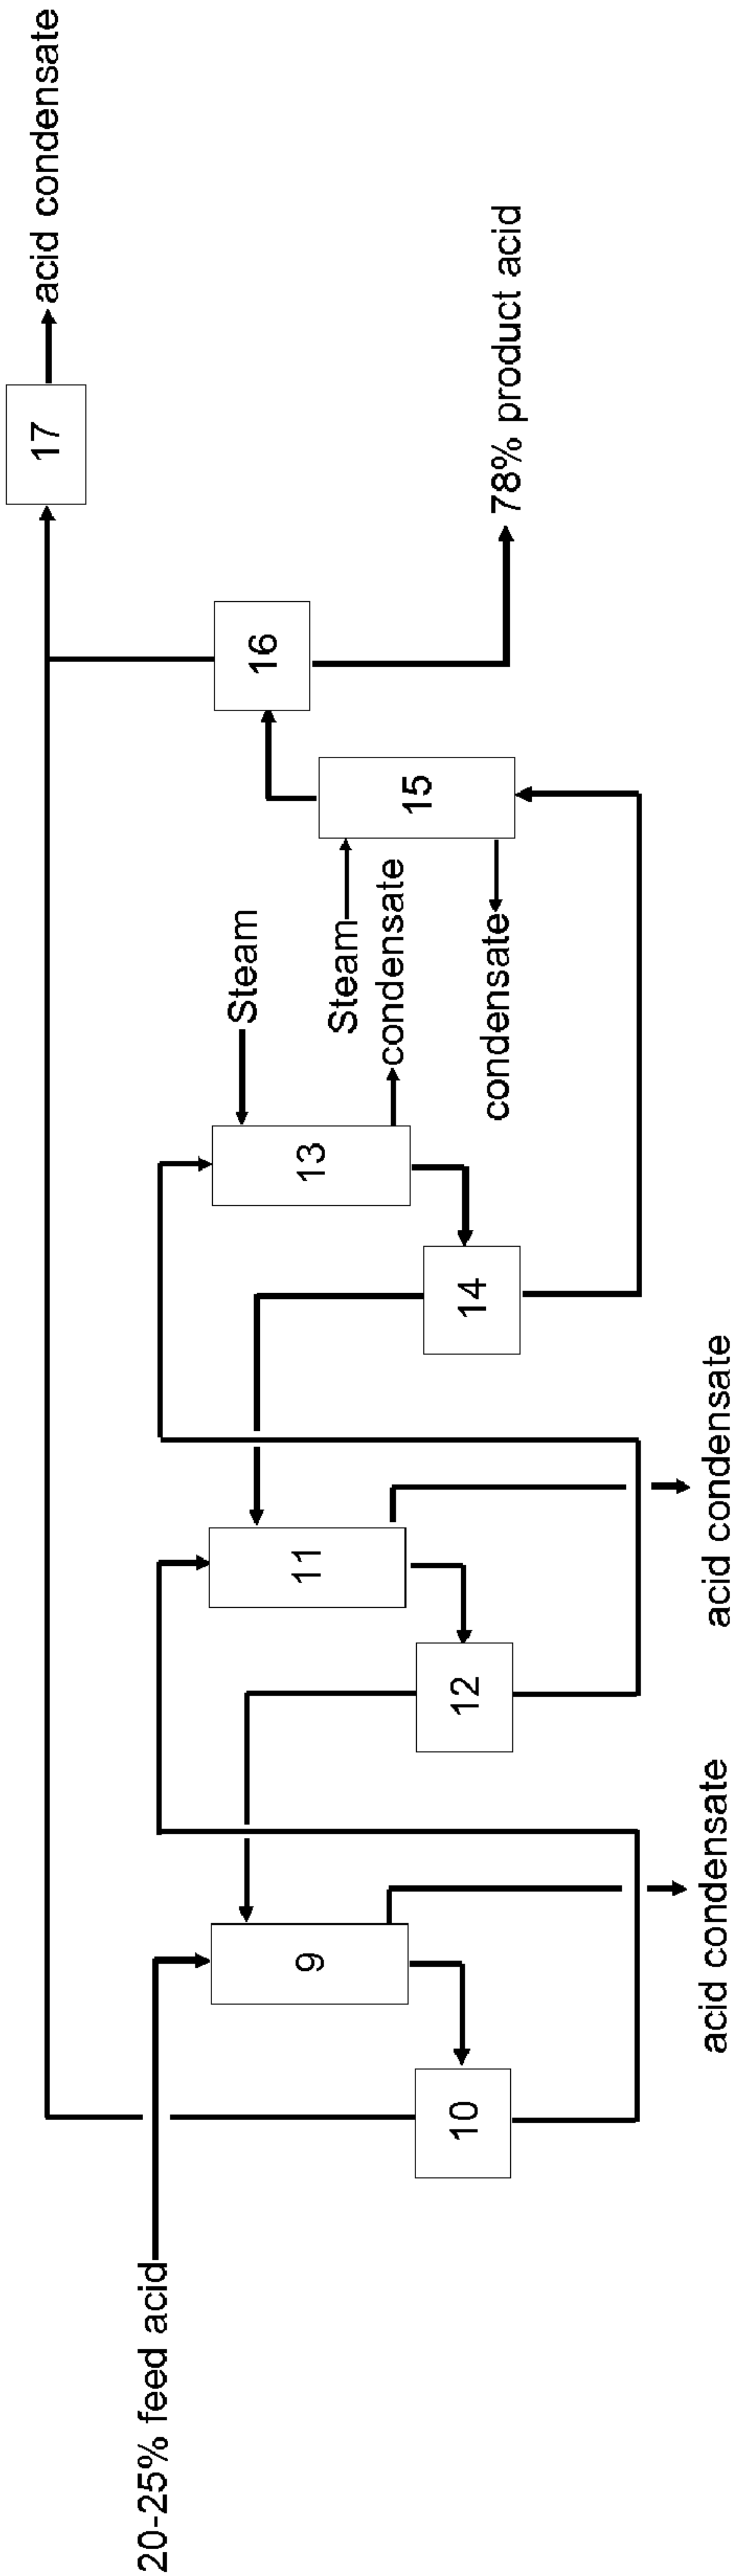 acid condensate
17
16
78% product acid
15
Steam
Steam
condensate
condensate
13
14
11
12
acid condensate
9
10
acid condensate
20-25% feed acid